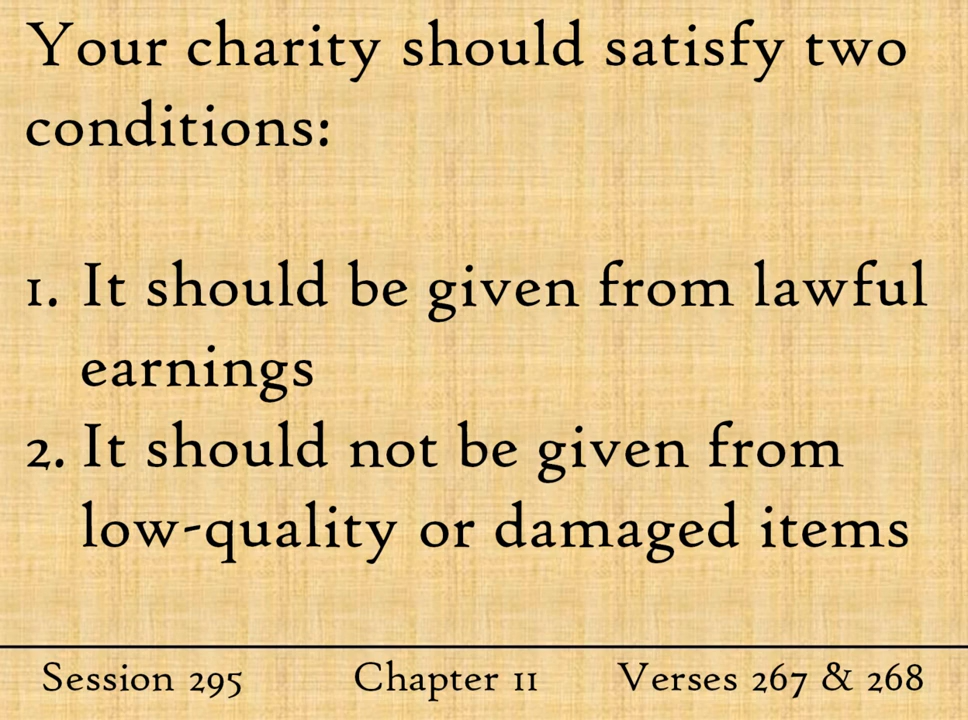 Your charity should satisfy two
conditions:
1. It should be given from lawful
earnings
2. It should not be given from
low-quality or damaged items
Session 295 Chapter 11 Verses 267 & 268